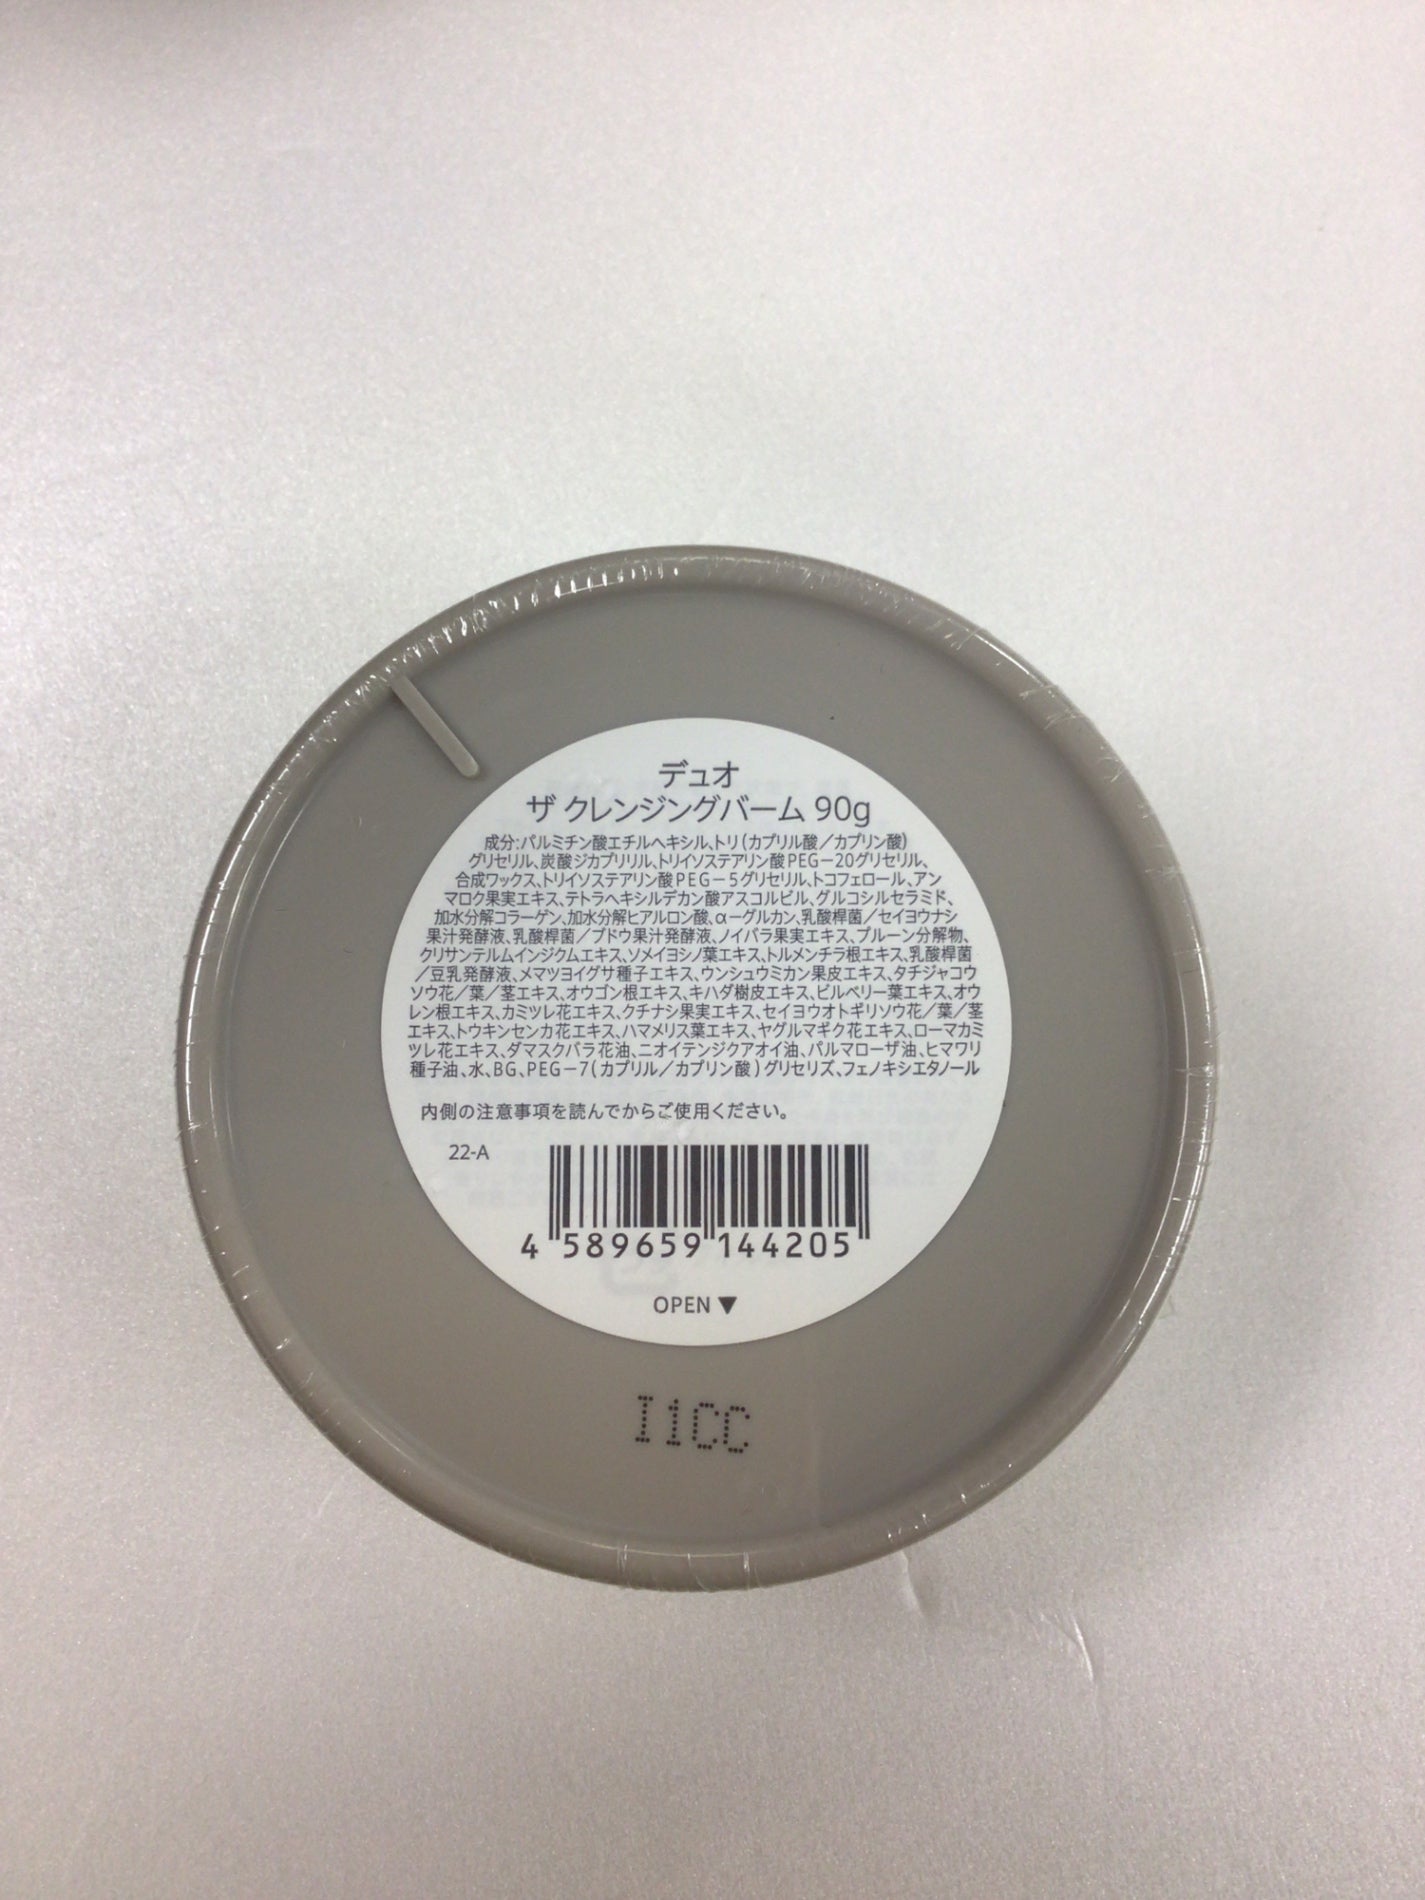 デュオ
ザ クレンジングバーム 90g
成分:パルミチン酸エチルヘキシル、トリ(カプリル酸/カプリン酸)
グリセリル、炭酸ジカプリリル、トリイソステアリン酸PEG－20グリセリル、
合成ワックス、トリイソステアリン酸PEG－5グリセリル、トコフェロール、アン
マロク果実エキス、テトラヘキシルデカン酸アスコルビル、グルコシルセラミド、
加水分解コラーゲン、加水分解ヒアルロン酸、α－グルカン、乳酸桿菌/セイヨウナシ
果汁発酵液、乳酸桿菌/ブドウ果汁発酵液、ノイバラ果実エキス、プルーン分解物、
クリサンテルムインジクムエキス、ソメイヨシノ葉エキス、トルメンチラ根エキス、乳酸桿菌
/豆乳発酵液、メマツヨイグサ種子エキス、ウンシュウミカン果皮エキス、タチジャコウ
ソウ花/葉/茎エキス、オウゴン根エキス、キハダ樹皮エキス、ビルベリー葉エキス、オウ
レン根エキス、カミツレ花エキス、クチナシ果実エキス、セイヨウオトギリソウ花/葉/茎
エキス、トウキンセンカ花エキス、ハマメリス葉エキス、ヤグルマギク花エキス、ローマカミ
ツレ花エキス、ダマスクバラ花油、ニオイテンジクアオイ油、パルマローザ油、ヒマワリ
種子油、水、BG、PEG－7(カプリル/カプリン酸)グリセリズ、フェノキシエタノール
内側の注意事項を読んでからご使用ください。
22-A
4 589659 144205
OPEN▼
I1CC